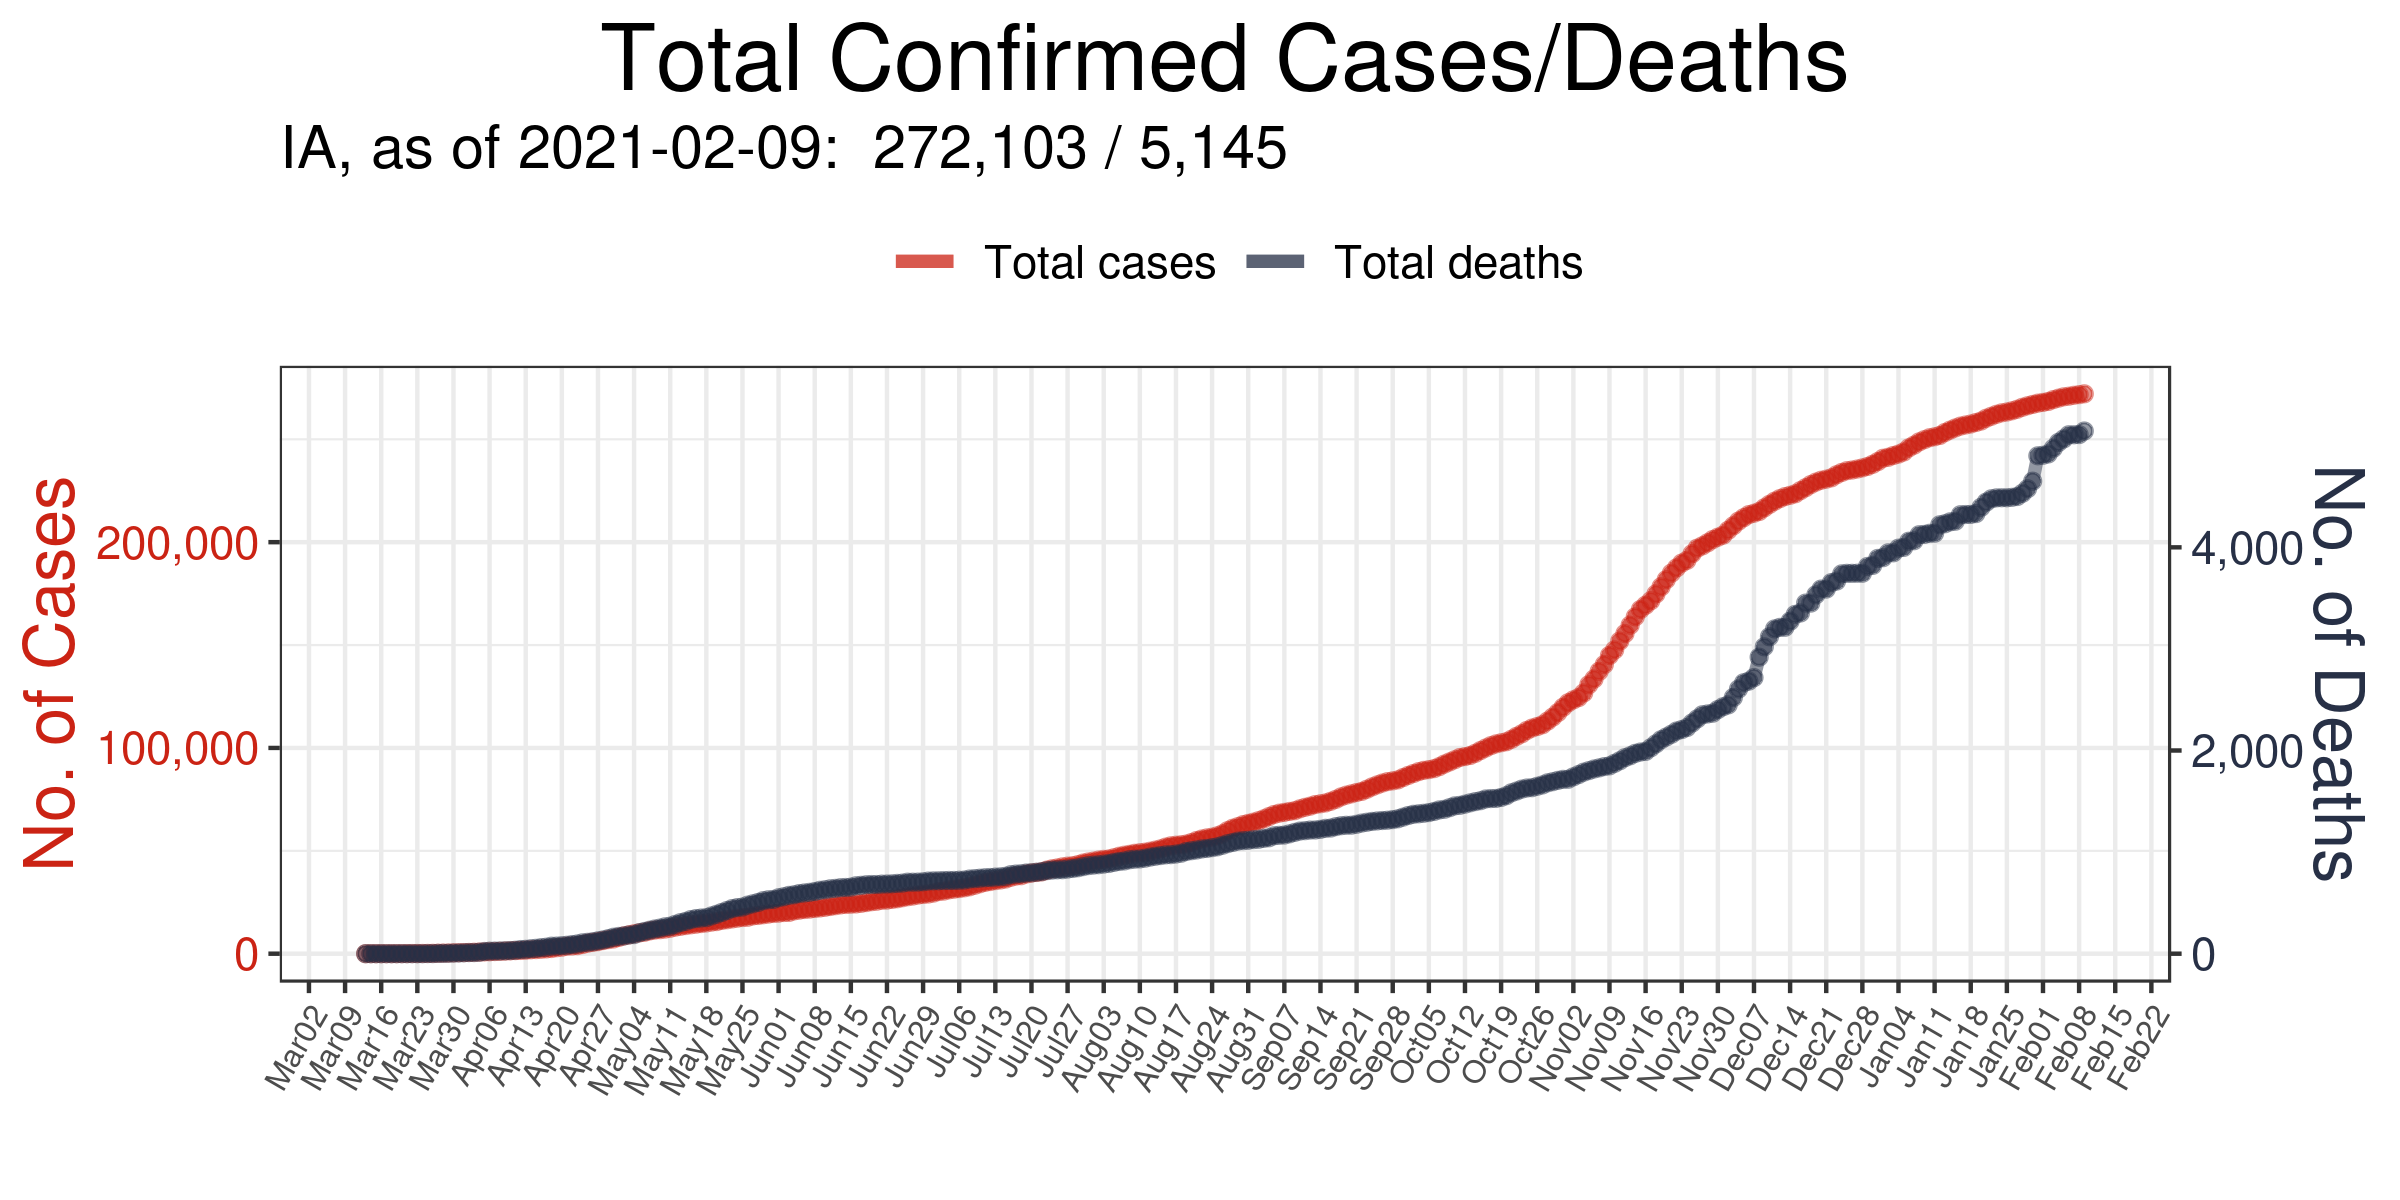 Total Confirmed Cases/Deaths
IA, as of 2021-02-09:  272,103 / 5,145
Total cases
Total deaths
No. of Cases
200,000
100,000
0
4,000
2,000
0
No. of Deaths
Mar02
Mar09
Mar16
Mar23
Mar30
Apr06
Apr13
Apr20
Apr27
May04
May11
May18
May25
Jun01
Jun08
Jun15
Jun22
Jun29
Jul06
Jul13
Jul20
Jul27
Aug03
Aug10
Aug17
Aug24
Aug31
Sep07
Sep14
Sep21
Sep28
Oct05
Oct12
Oct19
Oct26
Nov02
Nov09
Nov16
Nov23
Nov30
Dec07
Dec14
Dec21
Dec28
Jan04
Jan11
Jan18
Jan25
Feb01
Feb08
Feb15
Feb22